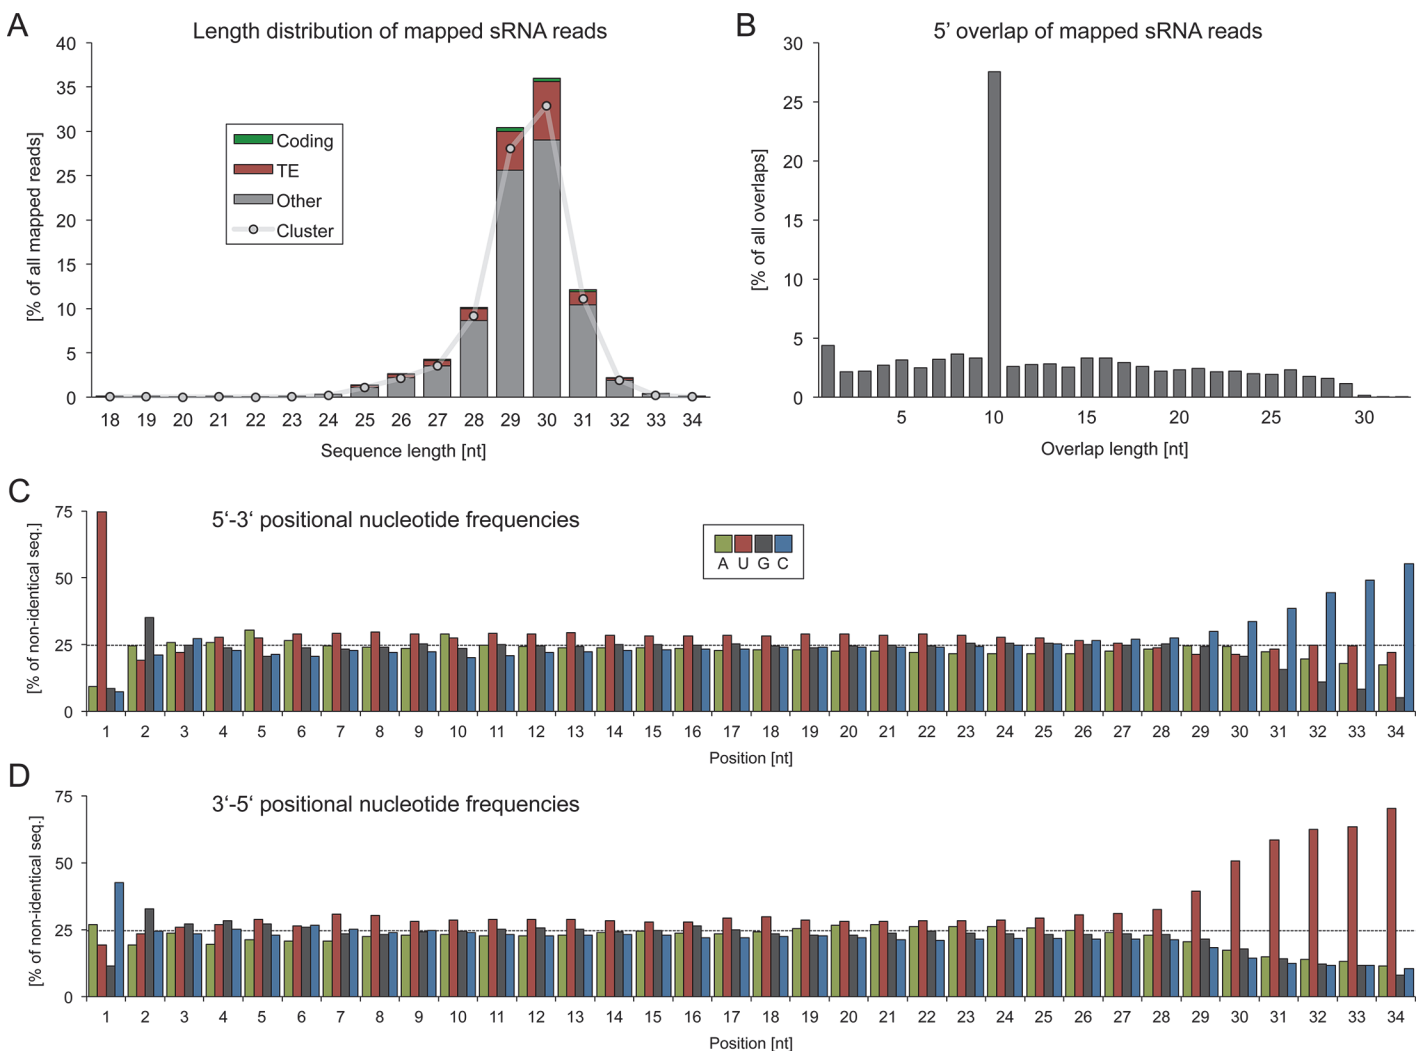 A
Length distribution of mapped sRNA reads
40
35
30
25
20
15
10
5
0
[% of all mapped reads]
Coding
TE
Other
Cluster
18 19 20 21 22 23 24 25 26 27 28 29 30 31 32 33 34
Sequence length [nt]
B
5’ overlap of mapped sRNA reads
30
25
20
15
10
5
0
[% of all overlaps]
5 10 15 20 25 30
Overlap length [nt]
C
5‘-3‘ positional nucleotide frequencies
75
50
25
0
[% of non-identical seq.]
A U G C
1 2 3 4 5 6 7 8 9 10 11 12 13 14 15 16 17 18 19 20 21 22 23 24 25 26 27 28 29 30 31 32 33 34
Position [nt]
D
3‘-5‘ positional nucleotide frequencies
75
50
25
0
[% of non-identical seq.]
1 2 3 4 5 6 7 8 9 10 11 12 13 14 15 16 17 18 19 20 21 22 23 24 25 26 27 28 29 30 31 32 33 34
Position [nt]